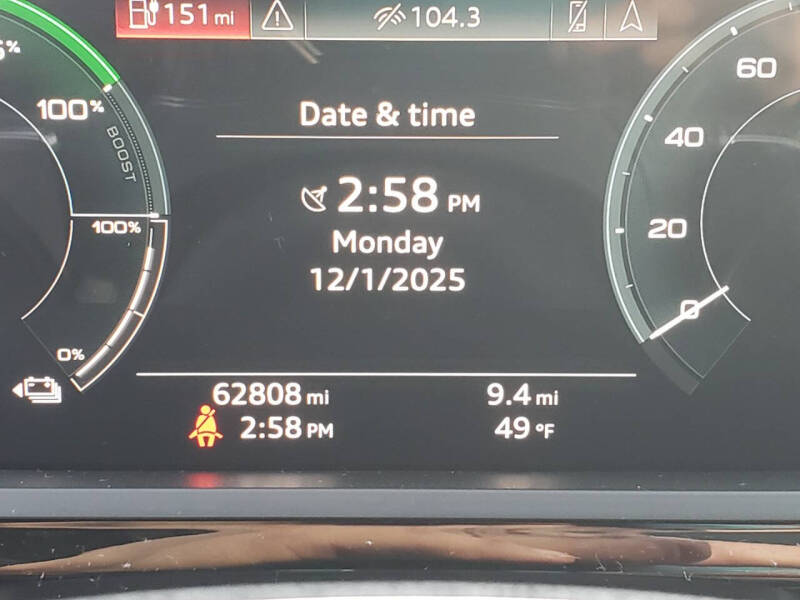 151 mi
104.3
5%
100%
BOOST
100%
0%
Date & time
2:58 PM
Monday
12/1/2025
60
40
20
0
62808 mi
9.4 mi
2:58 PM
49 °F